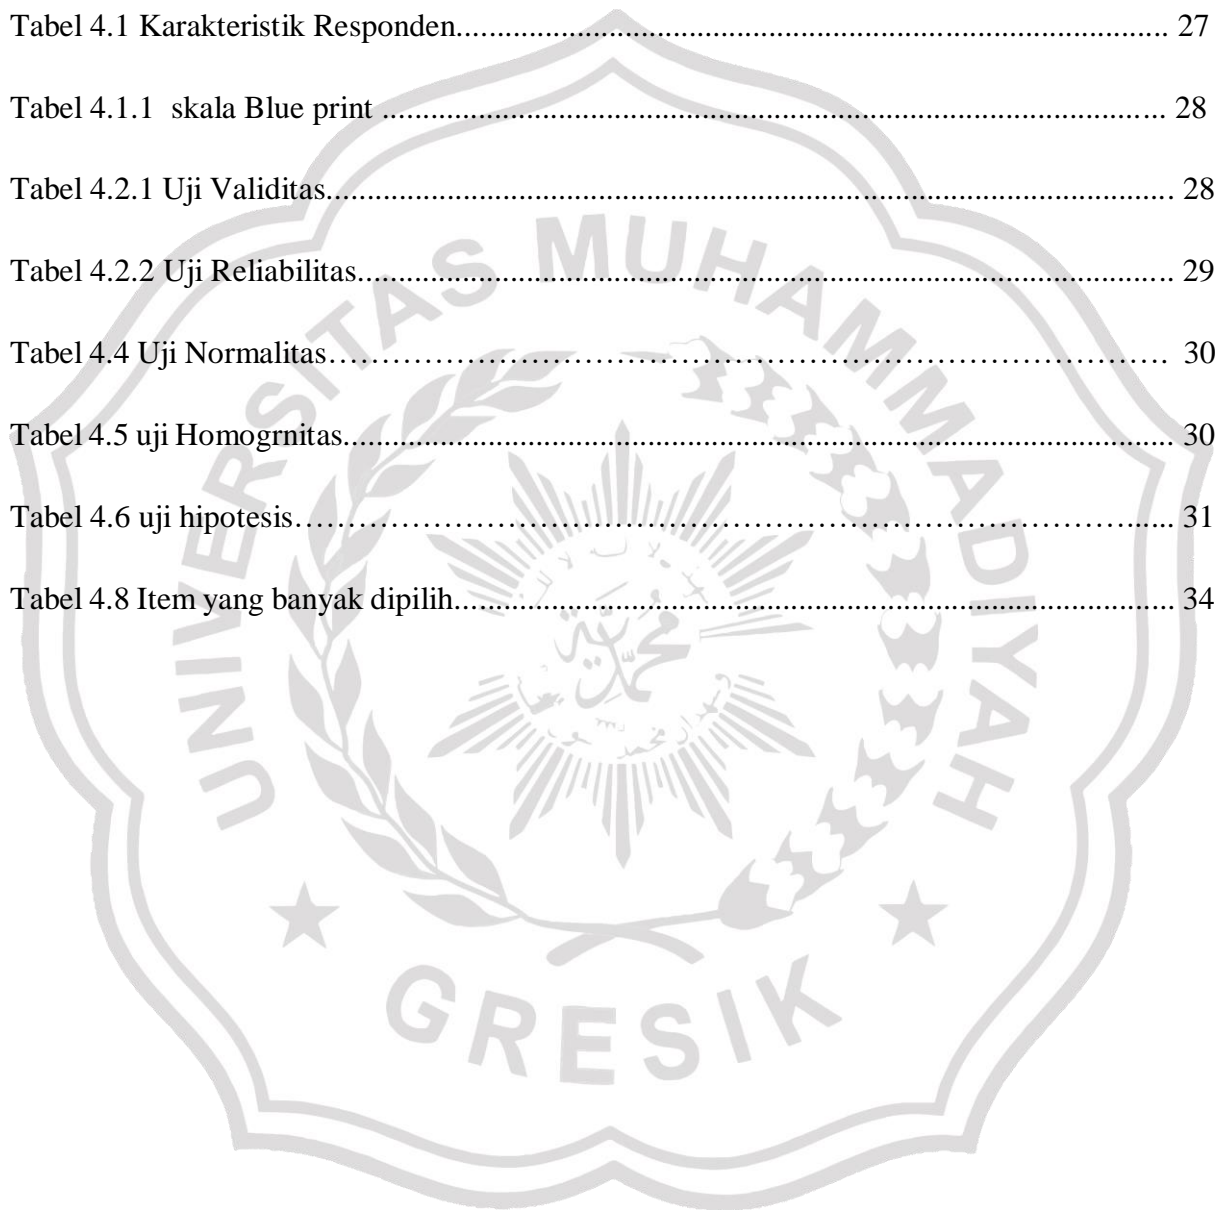 Tabel 4.1 Karakteristik Responden........................................................................................ 27
Tabel 4.1.1  skala Blue print ................................................................................................. 28
Tabel 4.2.1 Uji Validitas........................................................................................................ 28
Tabel 4.2.2 Uji Reliabilitas.................................................................................................... 29
Tabel 4.4 Uji Normalitas…………………………………………………………………………  30
Tabel 4.5 uji Homogrnitas...................................................................................................... 30
Tabel 4.6 uji hipotesis…………………………………………………………………………...... 31
Tabel 4.8 Item yang banyak dipilih......................................................................................... 34
UNIVERSITAS MUHAMMADIYAH
GRESIK